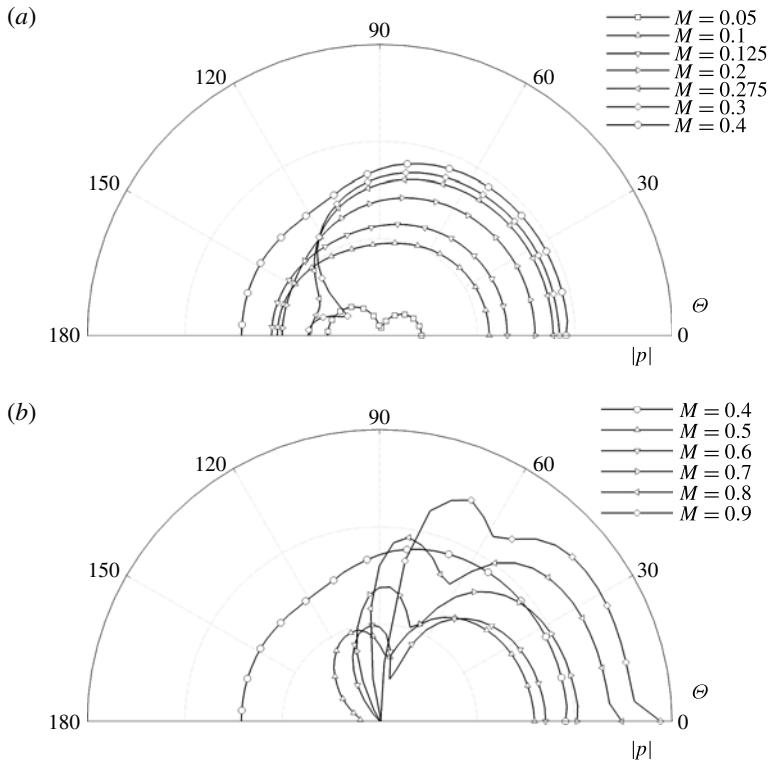 (a)
M = 0.05
M = 0.1
M = 0.125
M = 0.2
M = 0.275
M = 0.3
M = 0.4
90
120
60
150
30
180
0
Θ
|p|
(b)
M = 0.4
M = 0.5
M = 0.6
M = 0.7
M = 0.8
M = 0.9
90
120
60
150
30
180
0
Θ
|p|